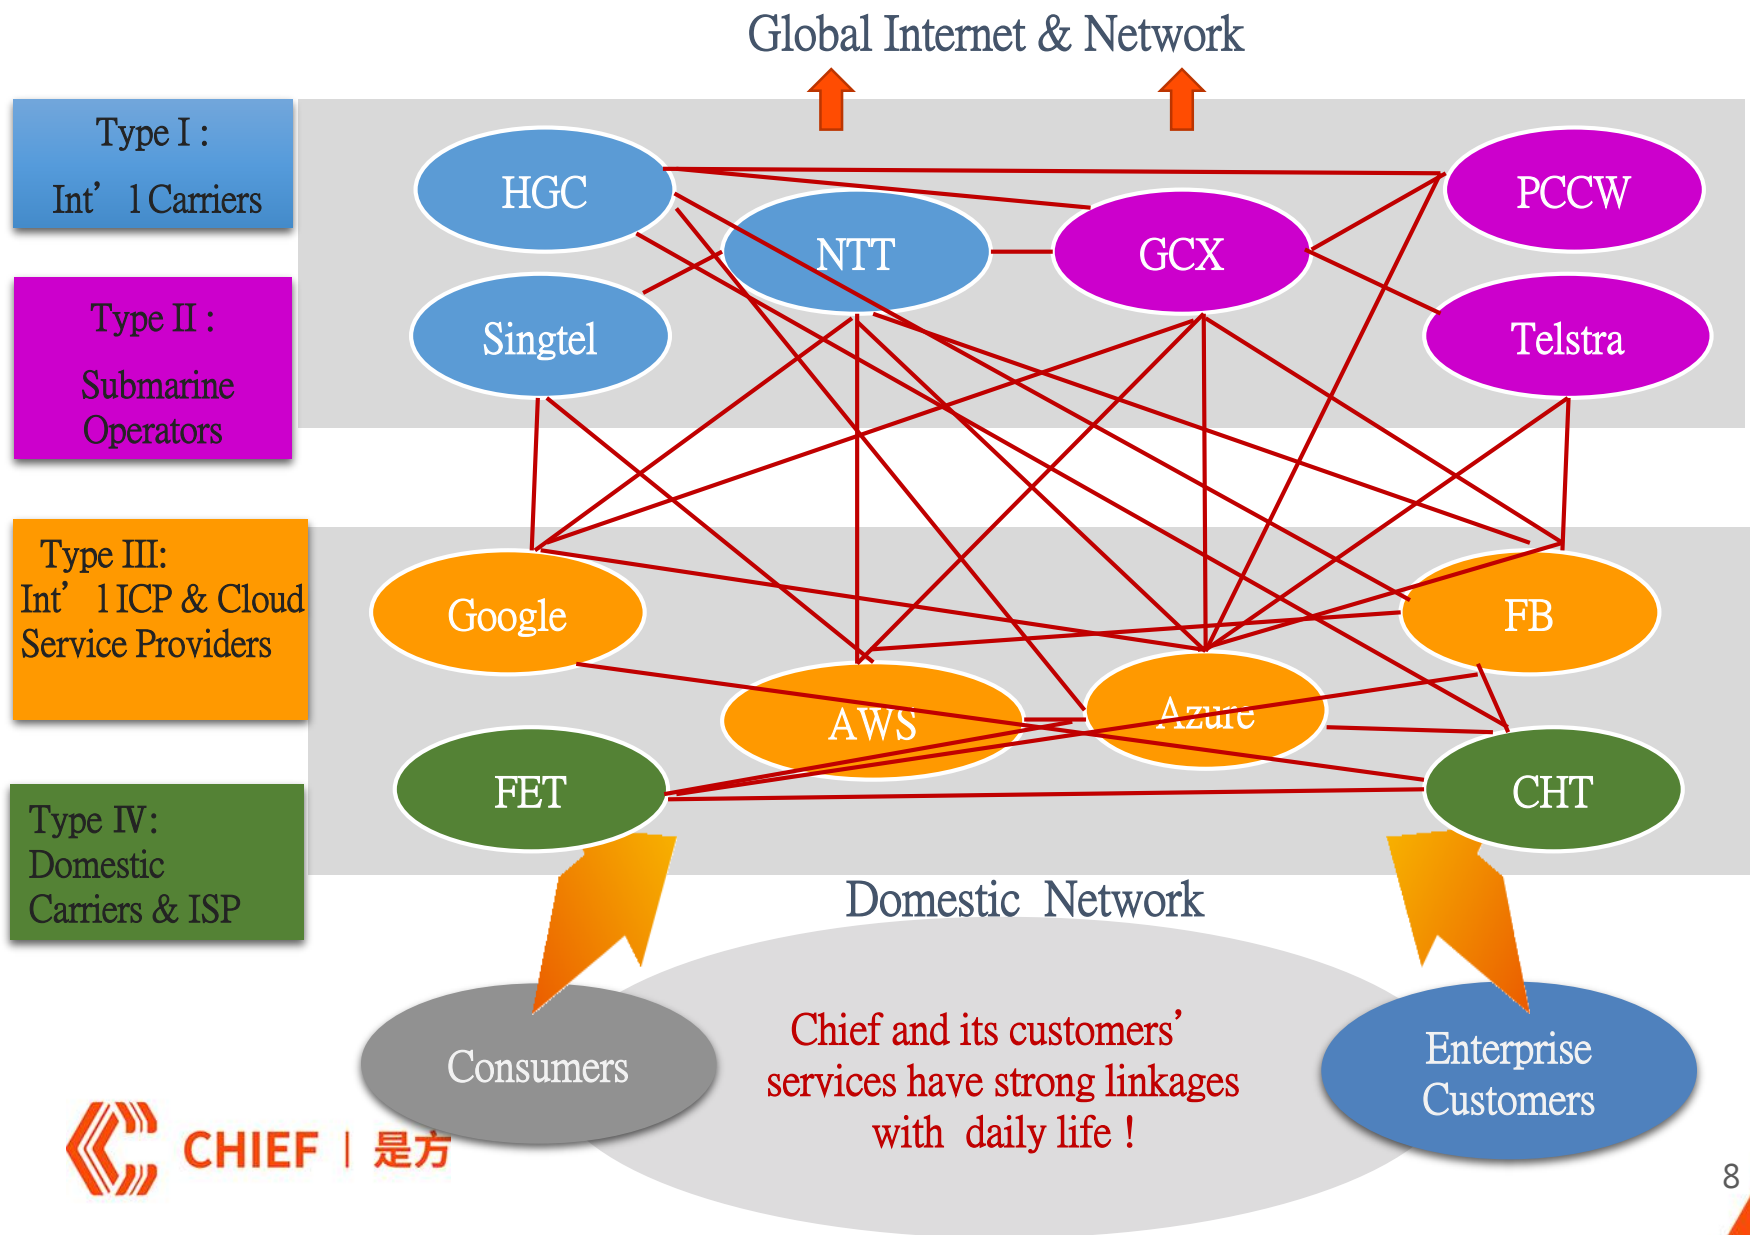 Global Internet & Network
Type I :
Int’l Carriers
HGC
PCCW
NTT
GCX
Type II :
Submarine
Operators
Singtel
Telstra
Type III:
Int’l ICP & Cloud
Service Providers
Google
FB
AWS
Azure
FET
CHT
Type IV:
Domestic
Carriers & ISP
Domestic Network
Consumers
Chief and its customers’
services have strong linkages
with daily life !
Enterprise
Customers
CHIEF | 是方
8